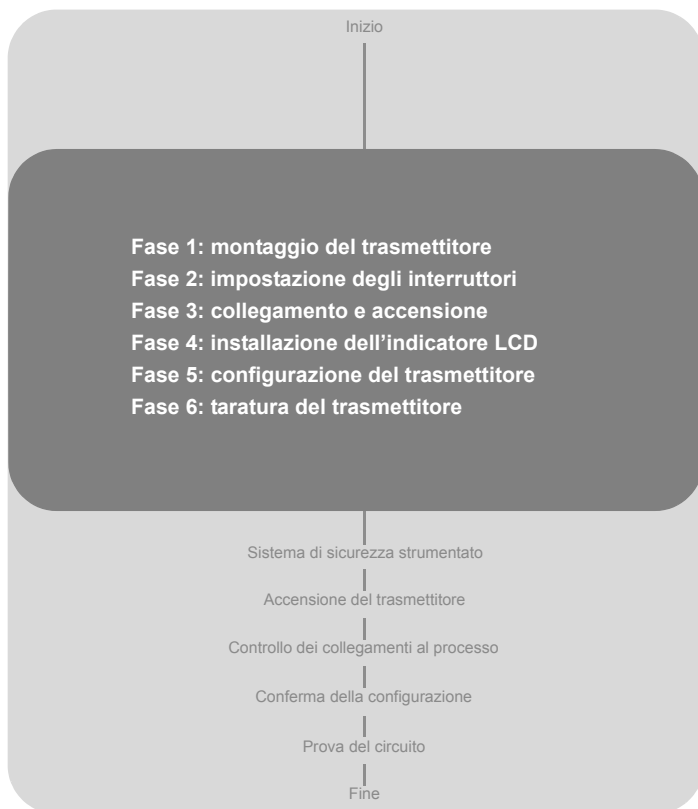 Inizio
Fase 1: montaggio del trasmettitore
Fase 2: impostazione degli interruttori
Fase 3: collegamento e accensione
Fase 4: installazione dell’indicatore LCD
Fase 5: configurazione del trasmettitore
Fase 6: taratura del trasmettitore
Sistema di sicurezza strumentato
Accensione del trasmettitore
Controllo dei collegamenti al processo
Conferma della configurazione
Prova del circuito
Fine